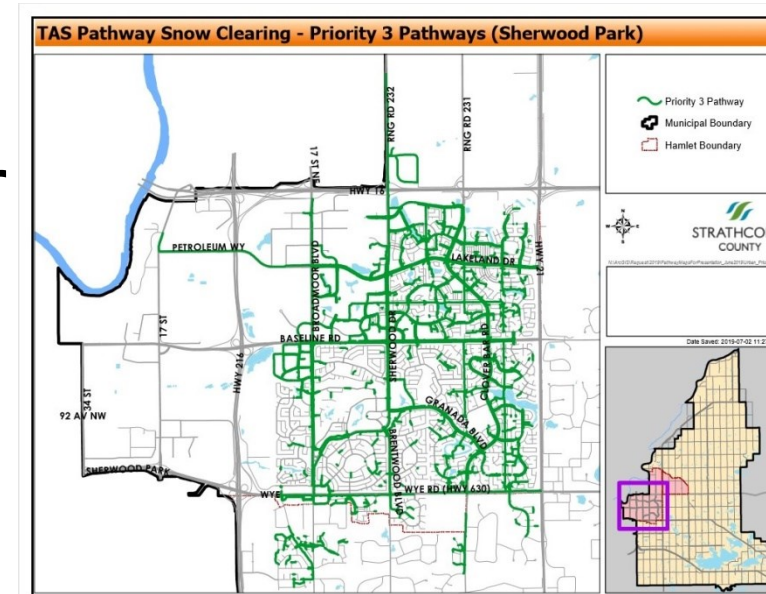 TAS Pathway Snow Clearing - Priority 3 Pathways (Sherwood Park)
RNG RD 232
RNG RD 231
17 ST NE
HWY 16
PETROLEUM WY
BROADMOOR BLVD
LAKELAND DR
HWY 21
17 ST
BASELINE RD
SHERWOOD DR
CLOVER BAR RD
HWY 216
34 ST
92 AV NW
GRANADA BLVD
BRENTWOOD BLVD
SHERWOOD PARK
WYE
WYE RD (HWY 630)
Priority 3 Pathway
Municipal Boundary
Hamlet Boundary
N
STRATHCO
COUNTY
Date Saved: 2019-07-02 11:2